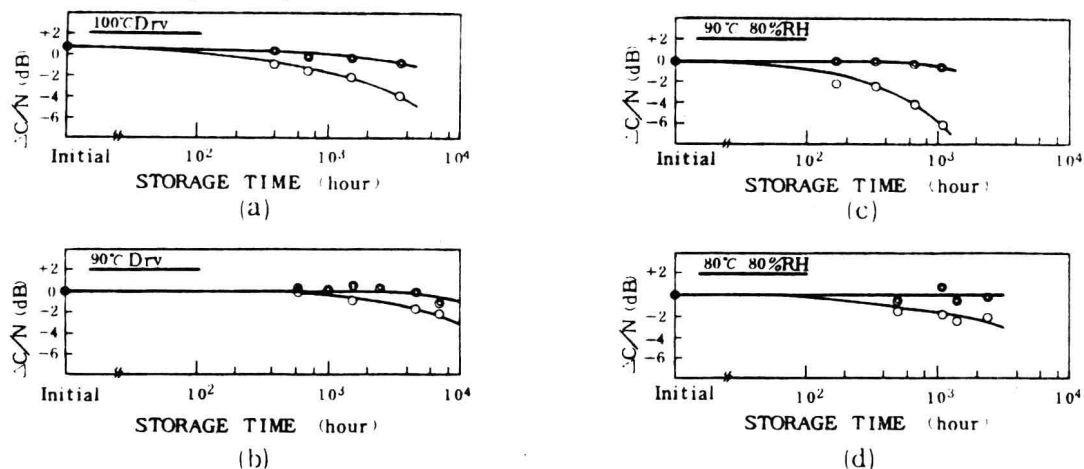 100℃ Dry
+2
0
-2
-4
-6
ΔC/N (dB)
Initial
10²
10³
10⁴
STORAGE TIME (hour)
(a)
90℃ Dry
+2
0
-2
-4
-6
ΔC/N (dB)
Initial
10²
10³
10⁴
STORAGE TIME (hour)
(b)
90℃ 80%RH
+2
0
-2
-4
-6
ΔC/N (dB)
Initial
10²
10³
10⁴
STORAGE TIME (hour)
(c)
80℃ 80%RH
+2
0
-2
-4
-6
ΔC/N (dB)
Initial
10²
10³
10⁴
STORAGE TIME (hour)
(d)